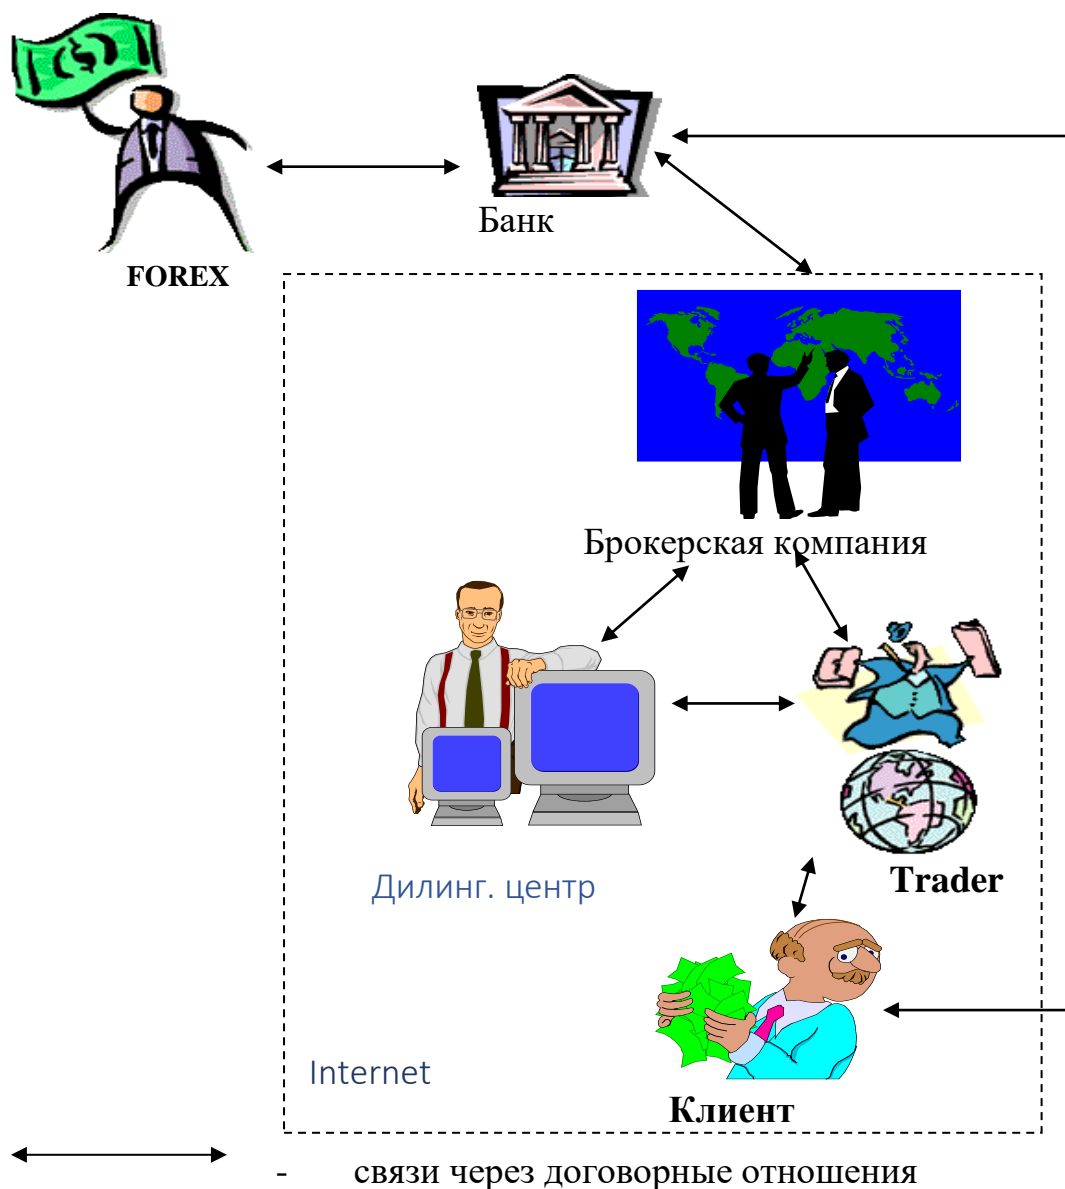 Банк
FOREX
Брокерская компания
Trader
Дилинг. центр
Internet
Клиент
- связи через договорные отношения